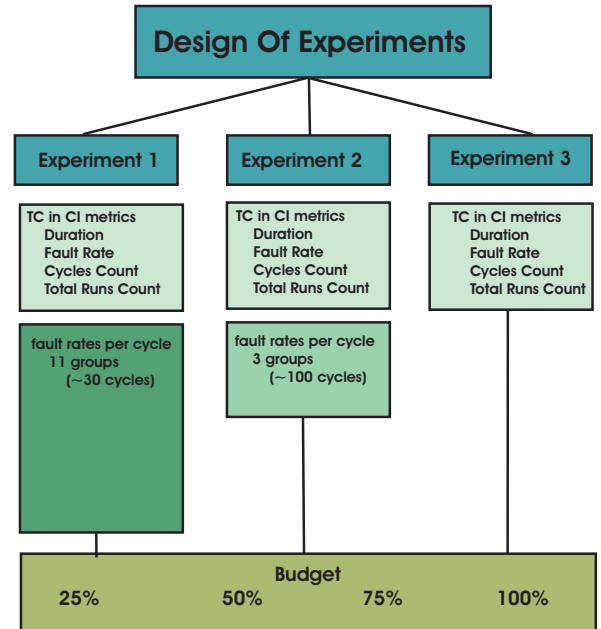 Design Of Experiments
Experiment 1
Experiment 2
Experiment 3
TC in CI metrics
Duration
Fault Rate
Cycles Count
Total Runs Count
TC in CI metrics
Duration
Fault Rate
Cycles Count
Total Runs Count
TC in CI metrics
Duration
Fault Rate
Cycles Count
Total Runs Count
fault rates per cycle
11 groups
(~30 cycles)
fault rates per cycle
3 groups
(~100 cycles)
Budget
25% 50% 75% 100%